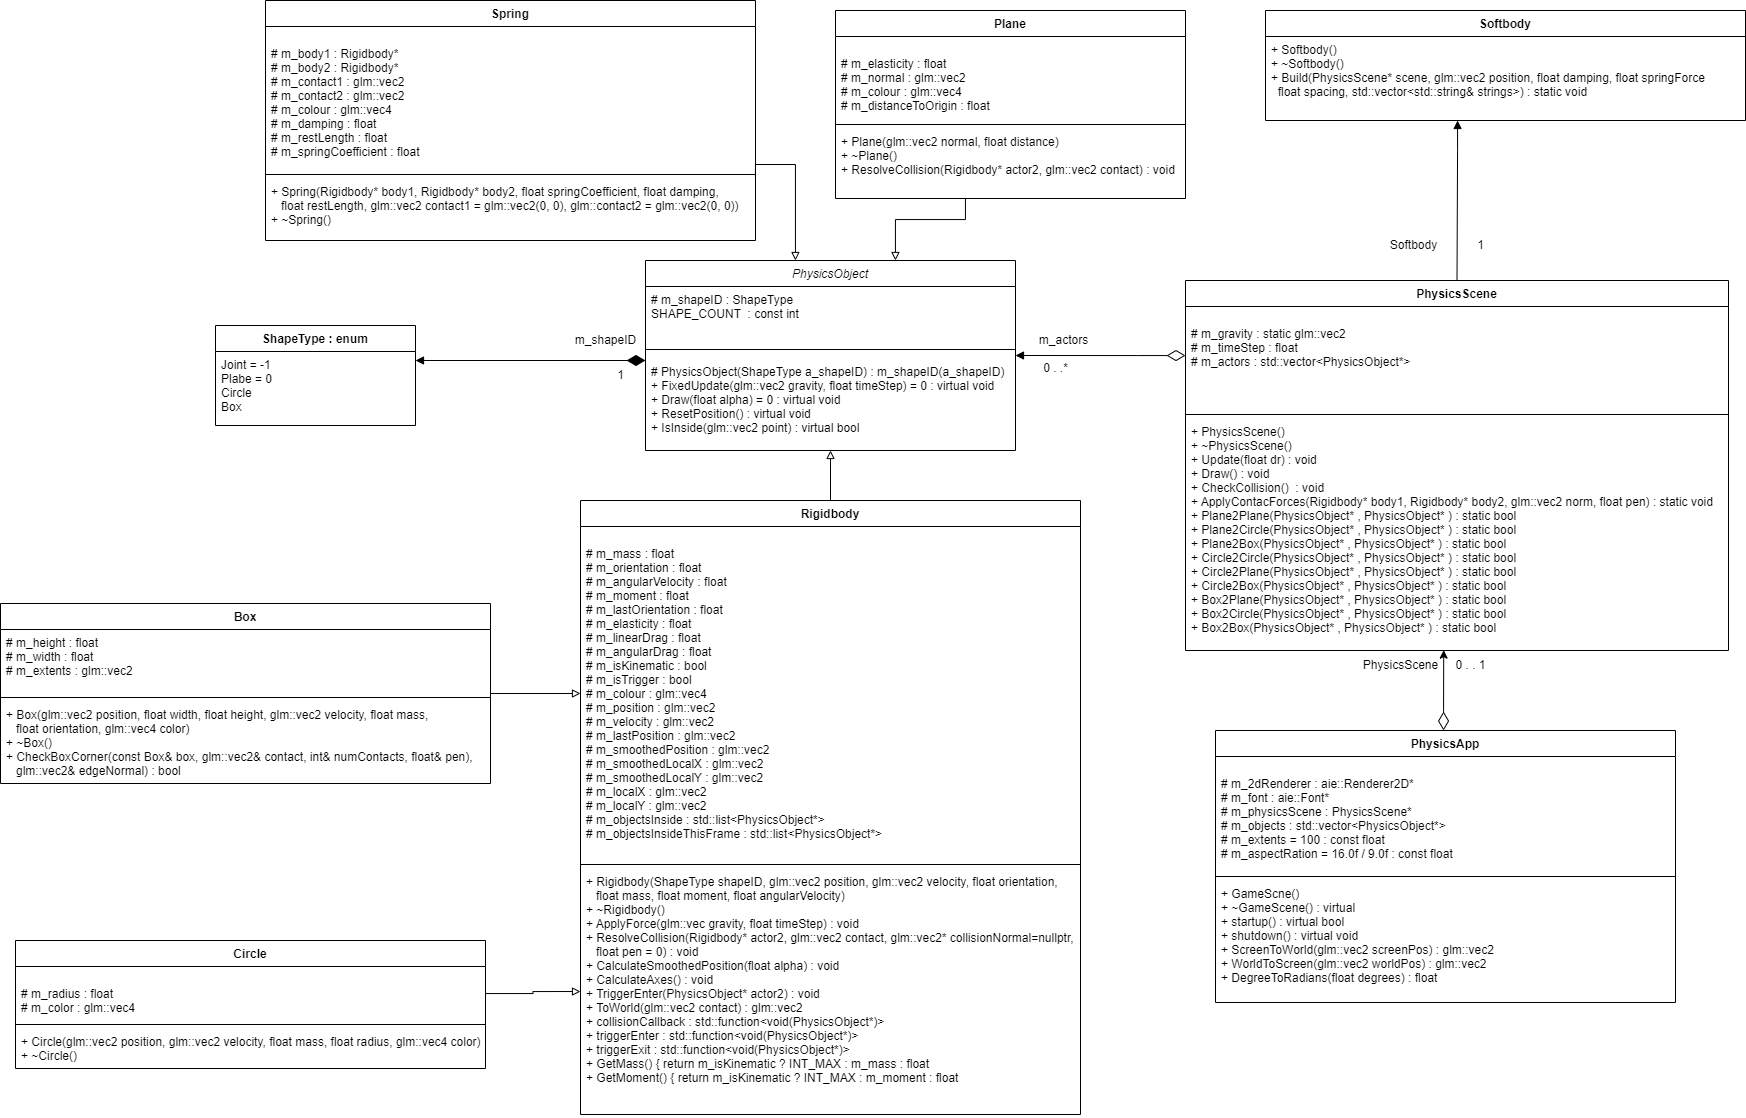 Spring
# m_body1 : Rigidbody*
# m_body2 : Rigidbody*
# m_contact1 : glm::vec2
# m_contact2 : glm::vec2
# m_colour : glm::vec4
# m_damping : float
# m_restLength : float
# m_springCoefficient : float
+ Spring(Rigidbody* body1, Rigidbody* body2, float springCoefficient, float damping,
float restLength, glm::vec2 contact1 = glm::vec2(0, 0), glm::contact2 = glm::vec2(0, 0))
+ ~Spring()
Plane
# m_elasticity : float
# m_normal : glm::vec2
# m_colour : glm::vec4
# m_distanceToOrigin : float
+ Plane(glm::vec2 normal, float distance)
+ ~Plane()
+ ResolveCollision(Rigidbody* actor2, glm::vec2 contact) : void
Softbody
+ Softbody()
+ ~Softbody()
+ Build(PhysicsScene* scene, glm::vec2 position, float damping, float springForce
float spacing, std::vector<std::string& strings>) : static void
Softbody
1
PhysicsObject
# m_shapeID : ShapeType
SHAPE_COUNT : const int
# PhysicsObject(ShapeType a_shapeID) : m_shapeID(a_shapeID)
+ FixedUpdate(glm::vec2 gravity, float timeStep) = 0 : virtual void
+ Draw(float alpha) = 0 : virtual void
+ ResetPosition() : virtual void
+ IsInside(glm::vec2 point) : virtual bool
ShapeType : enum
Joint = -1
Plabe = 0
Circle
Box
m_shapeID
1
m_actors
0 . .*
PhysicsScene
# m_gravity : static glm::vec2
# m_timeStep : float
# m_actors : std::vector<PhysicsObject*>
+ PhysicsScene()
+ ~PhysicsScene()
+ Update(float dr) : void
+ Draw() : void
+ CheckCollision() : void
+ ApplyContacForces(Rigidbody* body1, Rigidbody* body2, glm::vec2 norm, float pen) : static void
+ Plane2Plane(PhysicsObject* , PhysicsObject* ) : static bool
+ Plane2Circle(PhysicsObject* , PhysicsObject* ) : static bool
+ Plane2Box(PhysicsObject* , PhysicsObject* ) : static bool
+ Circle2Circle(PhysicsObject* , PhysicsObject* ) : static bool
+ Circle2Plane(PhysicsObject* , PhysicsObject* ) : static bool
+ Circle2Box(PhysicsObject* , PhysicsObject* ) : static bool
+ Box2Plane(PhysicsObject* , PhysicsObject* ) : static bool
+ Box2Circle(PhysicsObject* , PhysicsObject* ) : static bool
+ Box2Box(PhysicsObject* , PhysicsObject* ) : static bool
PhysicsScene
0 . . 1
Rigidbody
# m_mass : float
# m_orientation : float
# m_angularVelocity : float
# m_moment : float
# m_lastOrientation : float
# m_elasticity : float
# m_linearDrag : float
# m_angularDrag : float
# m_isKinematic : bool
# m_isTrigger : bool
# m_colour : glm::vec4
# m_position : glm::vec2
# m_velocity : glm::vec2
# m_lastPosition : glm::vec2
# m_smoothedPosition : glm::vec2
# m_smoothedLocalX : glm::vec2
# m_smoothedLocalY : glm::vec2
# m_localX : glm::vec2
# m_localY : glm::vec2
# m_objectsInside : std::list<PhysicsObject*>
# m_objectsInsideThisFrame : std::list<PhysicsObject*>
+ Rigidbody(ShapeType shapeID, glm::vec2 position, glm::vec2 velocity, float orientation,
float mass, float moment, float angularVelocity)
+ ~Rigidbody()
+ ApplyForce(glm::vec gravity, float timeStep) : void
+ ResolveCollision(Rigidbody* actor2, glm::vec2 contact, glm::vec2* collisionNormal=nullptr,
float pen = 0) : void
+ CalculateSmoothedPosition(float alpha) : void
+ CalculateAxes() : void
+ TriggerEnter(PhysicsObject* actor2) : void
+ ToWorld(glm::vec2 contact) : glm::vec2
+ collisionCallback : std::function<void(PhysicsObject*)>
+ triggerEnter : std::function<void(PhysicsObject*)>
+ triggerExit : std::function<void(PhysicsObject*)>
+ GetMass() { return m_isKinematic ? INT_MAX : m_mass : float
+ GetMoment() { return m_isKinematic ? INT_MAX : m_moment : float
Box
# m_height : float
# m_width : float
# m_extents : glm::vec2
+ Box(glm::vec2 position, float width, float height, glm::vec2 velocity, float mass,
float orientation, glm::vec4 color)
+ ~Box()
+ CheckBoxCorner(const Box& box, glm::vec2& contact, int& numContacts, float& pen),
glm::vec2& edgeNormal) : bool
Circle
# m_radius : float
# m_color : glm::vec4
+ Circle(glm::vec2 position, glm::vec2 velocity, float mass, float radius, glm::vec4 color)
+ ~Circle()
PhysicsApp
# m_2dRenderer : aie::Renderer2D*
# m_font : aie::Font*
# m_physicsScene : PhysicsScene*
# m_objects : std::vector<PhysicsObject*>
# m_extents = 100 : const float
# m_aspectRation = 16.0f / 9.0f : const float
+ GameScne()
+ ~GameScene() : virtual
+ startup() : virtual bool
+ shutdown() : virtual void
+ ScreenToWorld(glm::vec2 screenPos) : glm::vec2
+ WorldToScreen(glm::vec2 worldPos) : glm::vec2
+ DegreeToRadians(float degrees) : float